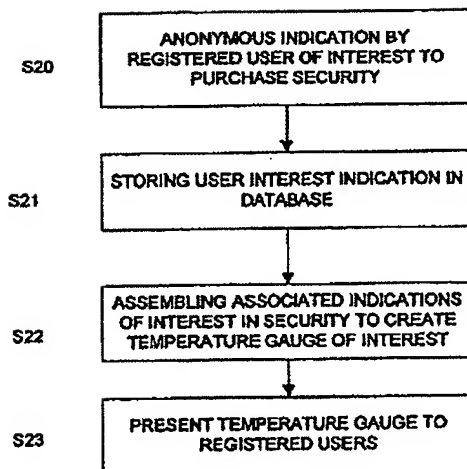 S20
ANONYMOUS INDICATION BY
REGISTERED USER OF INTEREST TO
PURCHASE SECURITY
S21
STORING USER INTEREST INDICATION IN
DATABASE
S22
ASSEMBLING ASSOCIATED INDICATIONS
OF INTEREST IN SECURITY TO CREATE
TEMPERATURE GAUGE OF INTEREST
S23
PRESENT TEMPERATURE GAUGE TO
REGISTERED USERS